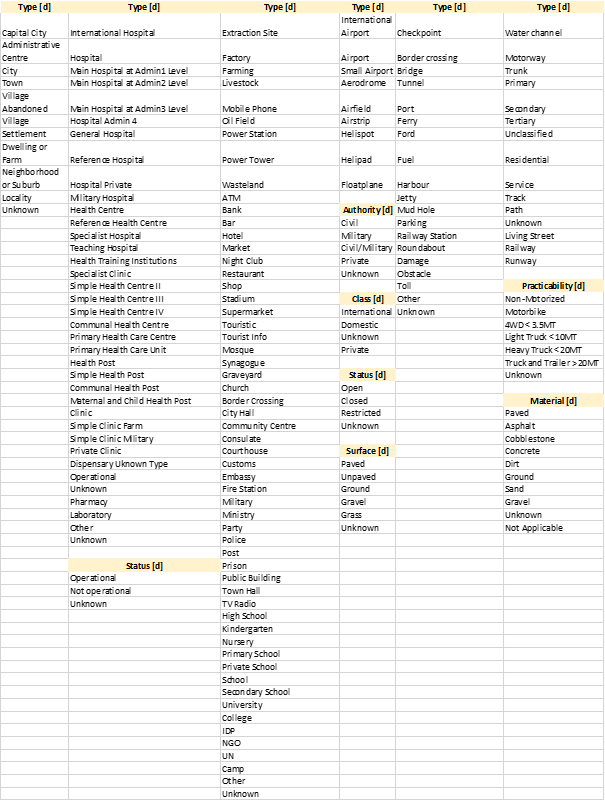 Type [d]
Capital City
Administrative
Centre
City
Town
Village
Abandoned
Village
Settlement
Dwelling or
Farm
Neighborhood
or Suburb
Locality
Unknown
Type [d]
International Hospital
Hospital
Main Hospital at Admin1 Level
Main Hospital at Admin2 Level
Main Hospital at Admin3 Level
Hospital Admin 4
General Hospital
Reference Hospital
Hospital Private
Military Hospital
Health Centre
Reference Health Centre
Specialist Hospital
Teaching Hospital
Health Training Institutions
Specialist Clinic
Simple Health Centre II
Simple Health Centre III
Simple Health Centre IV
Communal Health Centre
Primary Health Care Centre
Primary Health Care Unit
Health Post
Simple Health Post
Communal Health Post
Maternal and Child Health Post
Clinic
Simple Clinic Farm
Simple Clinic Military
Private Clinic
Dispensary Uknown Type
Operational
Unknown
Pharmacy
Laboratory
Other
Unknown
Status [d]
Operational
Not operational
Unknown
Type [d]
Extraction Site
Factory
Farming
Livestock
Mobile Phone
Oil Field
Power Station
Power Tower
Wasteland
ATM
Bank
Bar
Hotel
Market
Night Club
Restaurant
Shop
Stadium
Supermarket
Touristic
Tourist Info
Mosque
Synagogue
Graveyard
Church
Border Crossing
City Hall
Community Centre
Consulate
Courthouse
Customs
Embassy
Fire Station
Military
Ministry
Party
Police
Post
Prison
Public Building
Town Hall
TV Radio
High School
Kindergarten
Nursery
Primary School
Private School
School
Secondary School
University
College
IDP
NGO
UN
Camp
Other
Unknown
Type [d]
International
Airport
Airport
Small Airport
Aerodrome
Airfield
Airstrip
Helispot
Helipad
Floatplane
Authority [d]
Civil
Military
Civil/Military
Private
Unknown
Class [d]
International
Domestic
Unknown
Private
Status [d]
Open
Closed
Restricted
Unknown
Surface [d]
Paved
Unpaved
Ground
Gravel
Grass
Unknown
Type [d]
Checkpoint
Border crossing
Bridge
Tunnel
Port
Ferry
Ford
Fuel
Harbour
Jetty
Mud Hole
Parking
Railway Station
Roundabout
Damage
Obstacle
Toll
Other
Unknown
Type [d]
Water channel
Motorway
Trunk
Primary
Secondary
Tertiary
Unclassified
Residential
Service
Track
Path
Unknown
Living Street
Railway
Runway
Practicability [d]
Non-Motorized
Motorbike
4WD < 3.5MT
Light Truck < 10MT
Heavy Truck < 20MT
Truck and Trailer > 20MT
Unknown
Material [d]
Paved
Asphalt
Cobblestone
Concrete
Dirt
Ground
Sand
Gravel
Unknown
Not Applicable